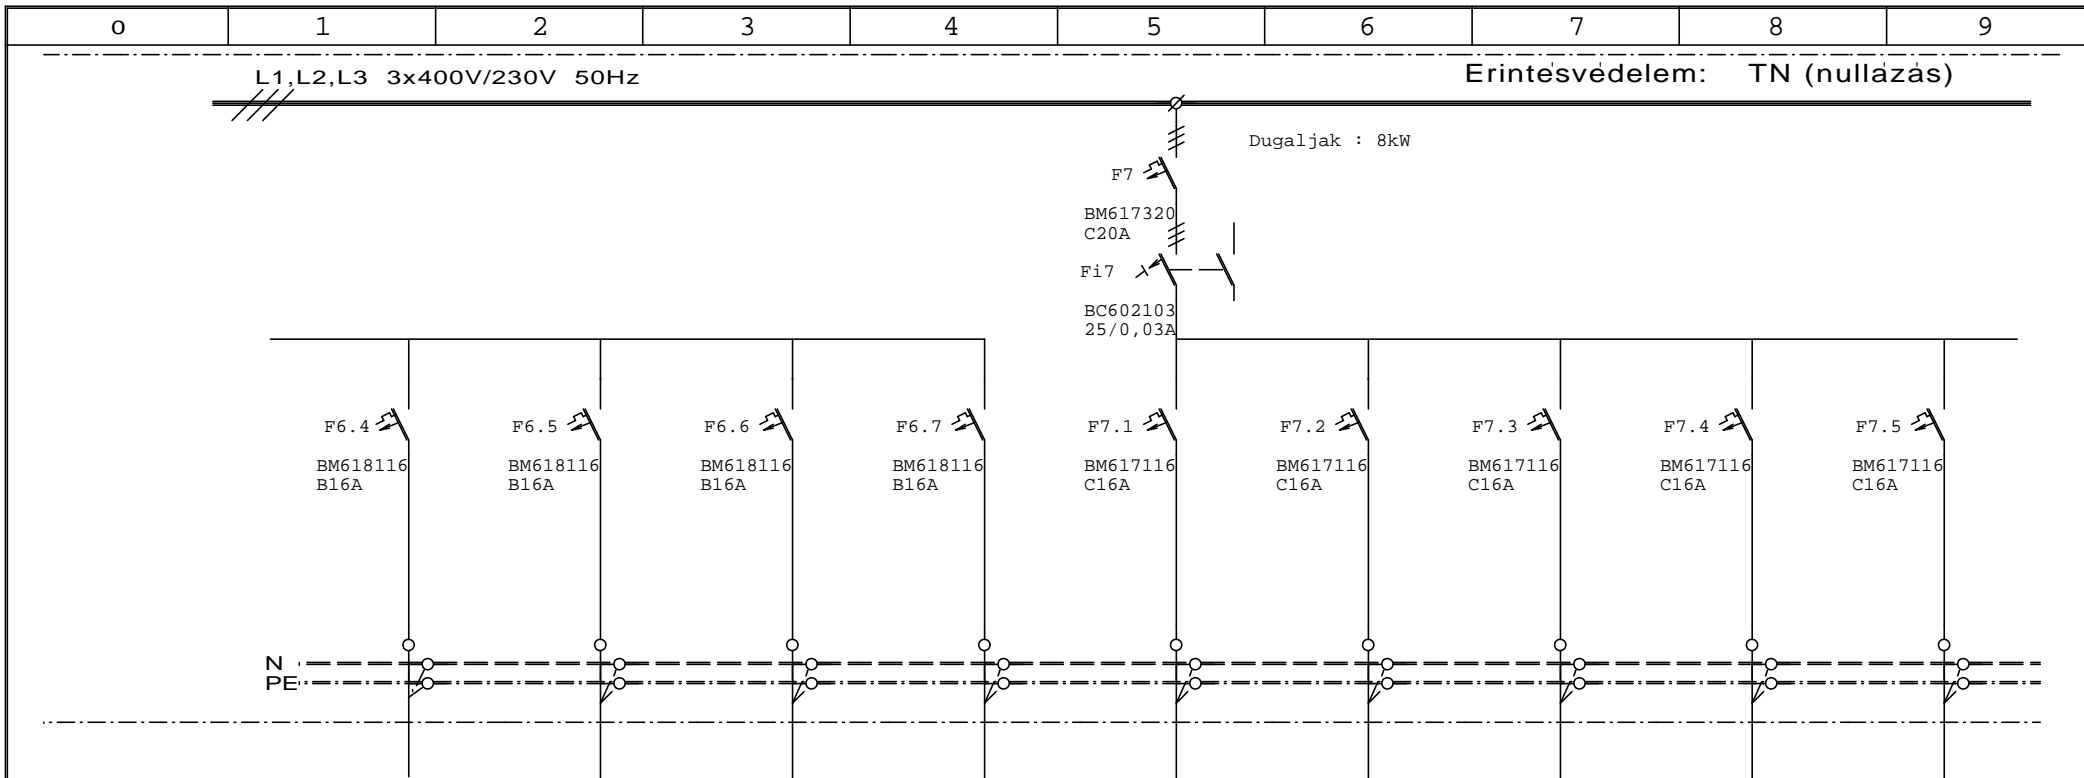 o 1 2 3 4 5 6 7 8 9
L1,L2,L3 3x400V/230V 50Hz
Erintésvédelem: TN (nullázás)
Dugaljak : 8kW
F7
BM617320
C20A
Fi7
BC602103
25/0,03A
F6.4 F6.5 F6.6 F6.7 F7.1 F7.2 F7.3 F7.4 F7.5
BM618116 BM618116 BM618116 BM618116 BM617116 BM617116 BM617116 BM617116 BM617116
B16A B16A B16A B16A C16A C16A C16A C16A C16A
N
PE